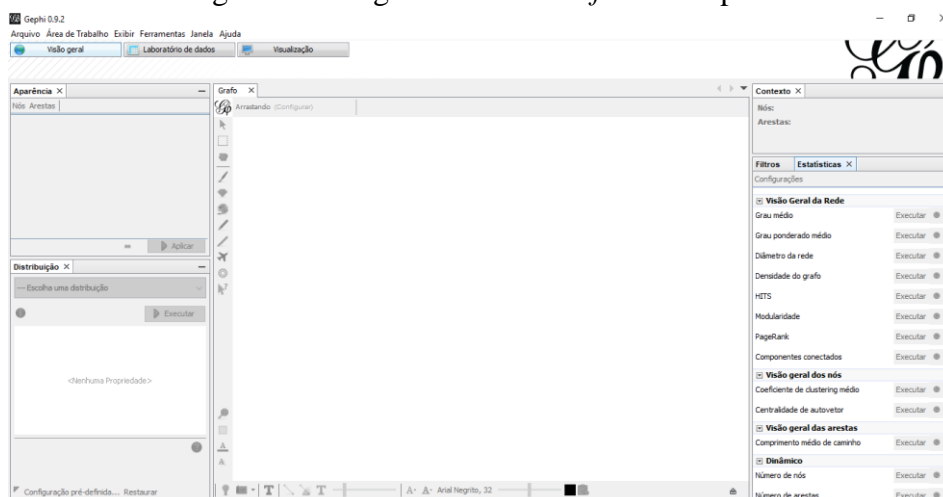 Gephi 0.9.2
Arquivo Área de Trabalho Exibir Ferramentas Janela Ajuda
Visão geral Laboratório de dados Visualização
Aparência
Nós Arestas
Aplicar
Distribuição
---Escolha uma distribuição
Executar
<Nenhuma Propriedade>
Configuração pré-definida... Restaurar
Grafo
Arrastando (Configurar)
A- A- Arial Negrito, 32
Contexto
Nós:
Arestas:
Filtros Estatísticas
Configurações
Visão Geral da Rede
Grau médio Executar
Grau ponderado médio Executar
Diâmetro da rede Executar
Densidade do grafo Executar
HITS Executar
Modularidade Executar
PageRank Executar
Componentes conectados Executar
Visão geral dos nós
Coeficiente de clustering médio Executar
Centralidade de autovetor Executar
Visão geral das arestas
Comprimento médio de caminho Executar
Dinâmico
Número de nós Executar
Número de arestas Executar